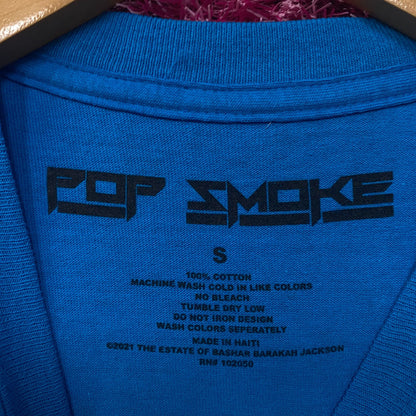 POP SMOKE
S
100% COTTON
MACHINE WASH COLD IN LIKE COLORS
NO BLEACH
TUMBLE DRY LOW
DO NOT IRON DESIGN
WASH COLORS SEPERATELY
MADE IN HAITI
©2021 THE ESTATE OF BASHAR BARAKAH JACKSON
RN# 102050